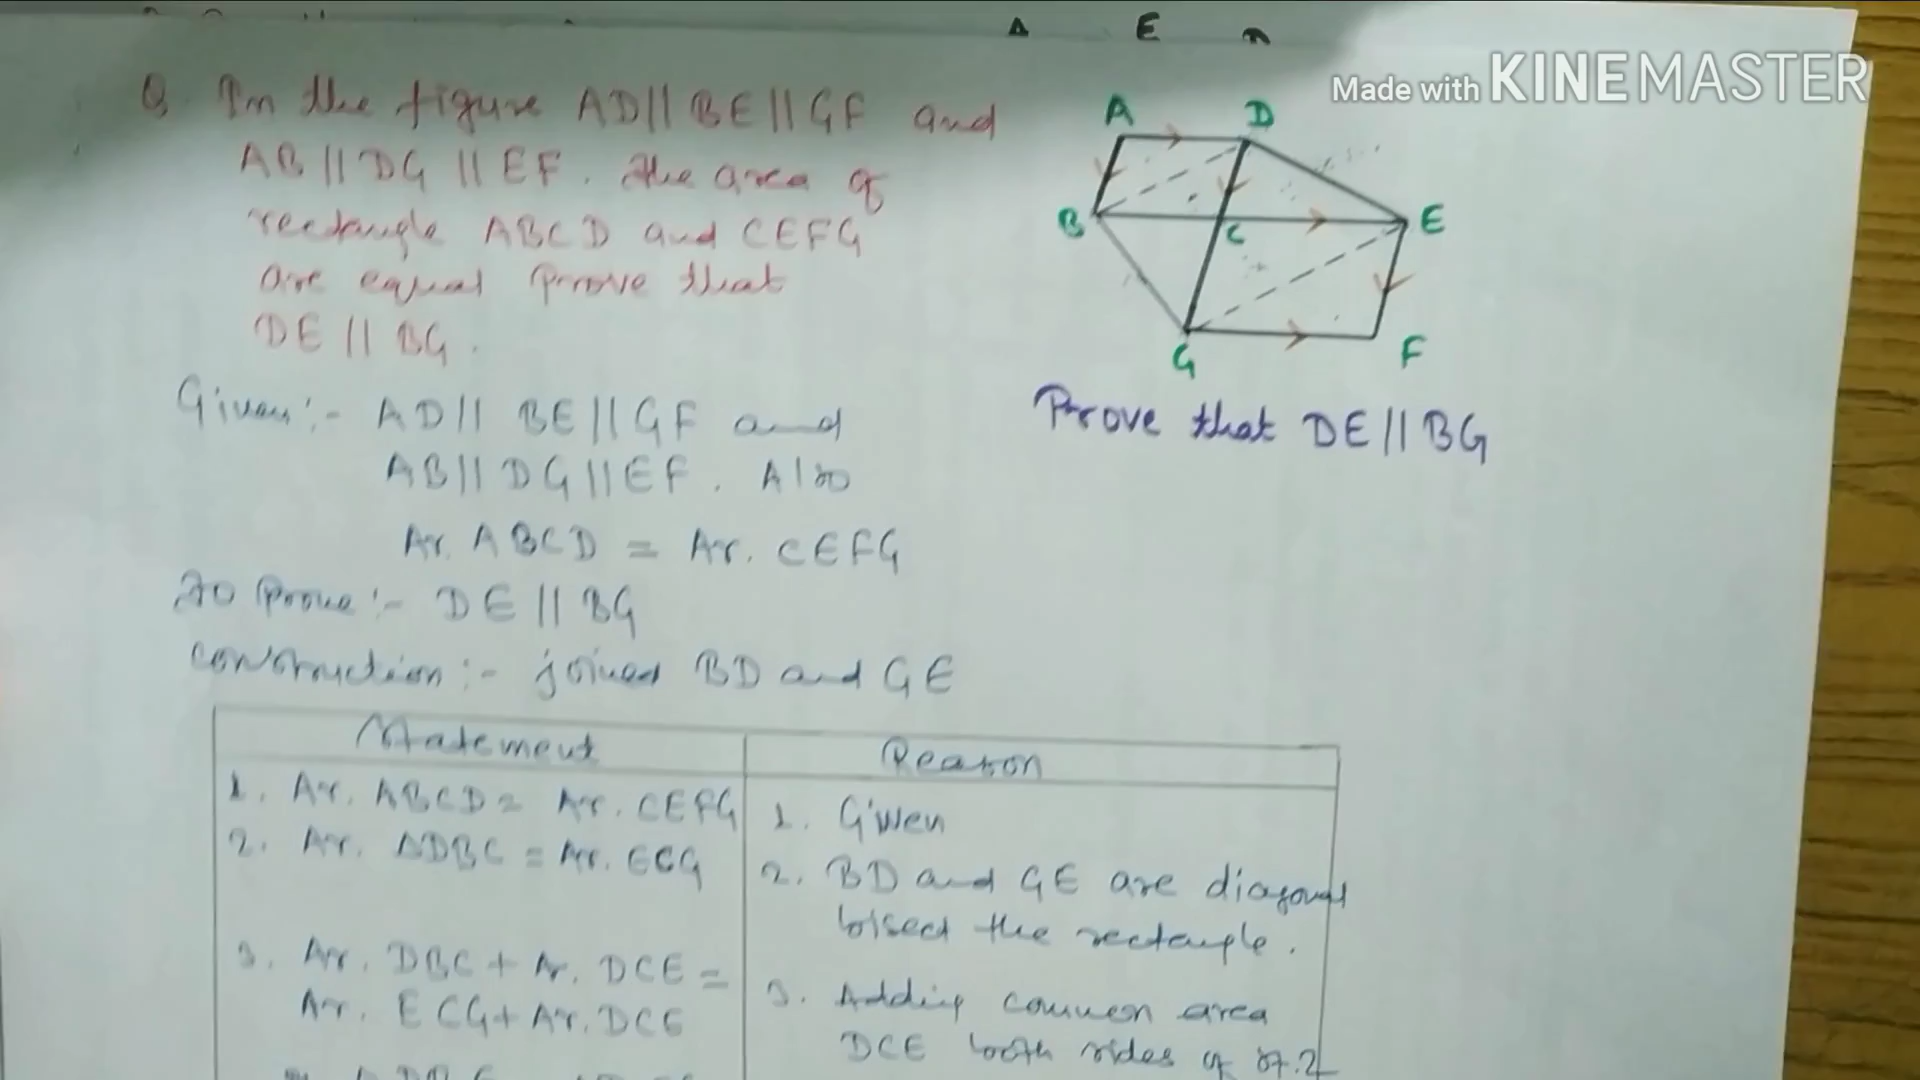 A E
Made with KINEMASTER
Q. In the figure AD||BE||GF and
AB||DG||EF. The area of
rectangle ABCD and CEFG
are equal prove that
DE || BG.
A D
B C E
G F
Prove that DE||BG
Given:- AD|| BE||GF and
AB||DG||EF. Also
Ar. ABCD = Ar. CEFG
To prove:- DE || BG
Construction:- joined BD and GE
Statement Reason
1. Ar. ABCD = Ar. CEFG
1. Given
2. Ar. ΔDBC = Ar. ECG
2. BD and GE are diagonal
bisect the rectangle.
3. Ar. DBC + Ar. DCE =
Ar. ECG + Ar. DCE
3. Adding common area
DCE both sides of